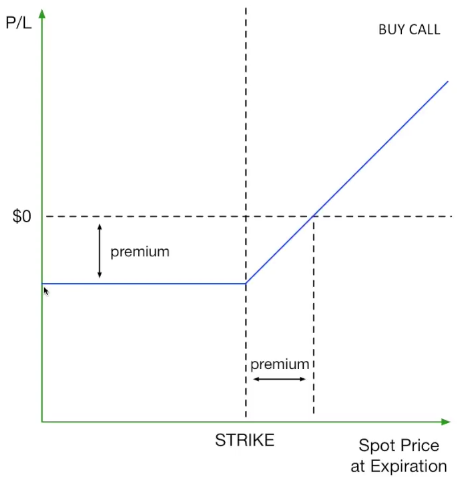 P/L
BUY CALL
$0
premium
premium
STRIKE
Spot Price
at Expiration